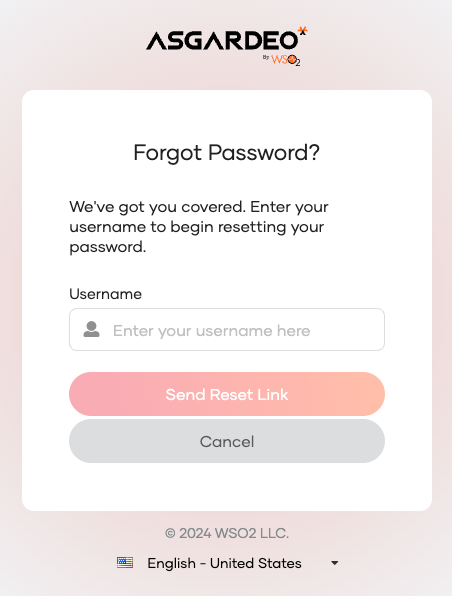 ASGARDEO
By WSO2
Forgot Password?
We've got you covered. Enter your
username to begin resetting your
password.
Username
Enter your username here
Send Reset Link
Cancel
© 2024 WSO2 LLC.
English - United States